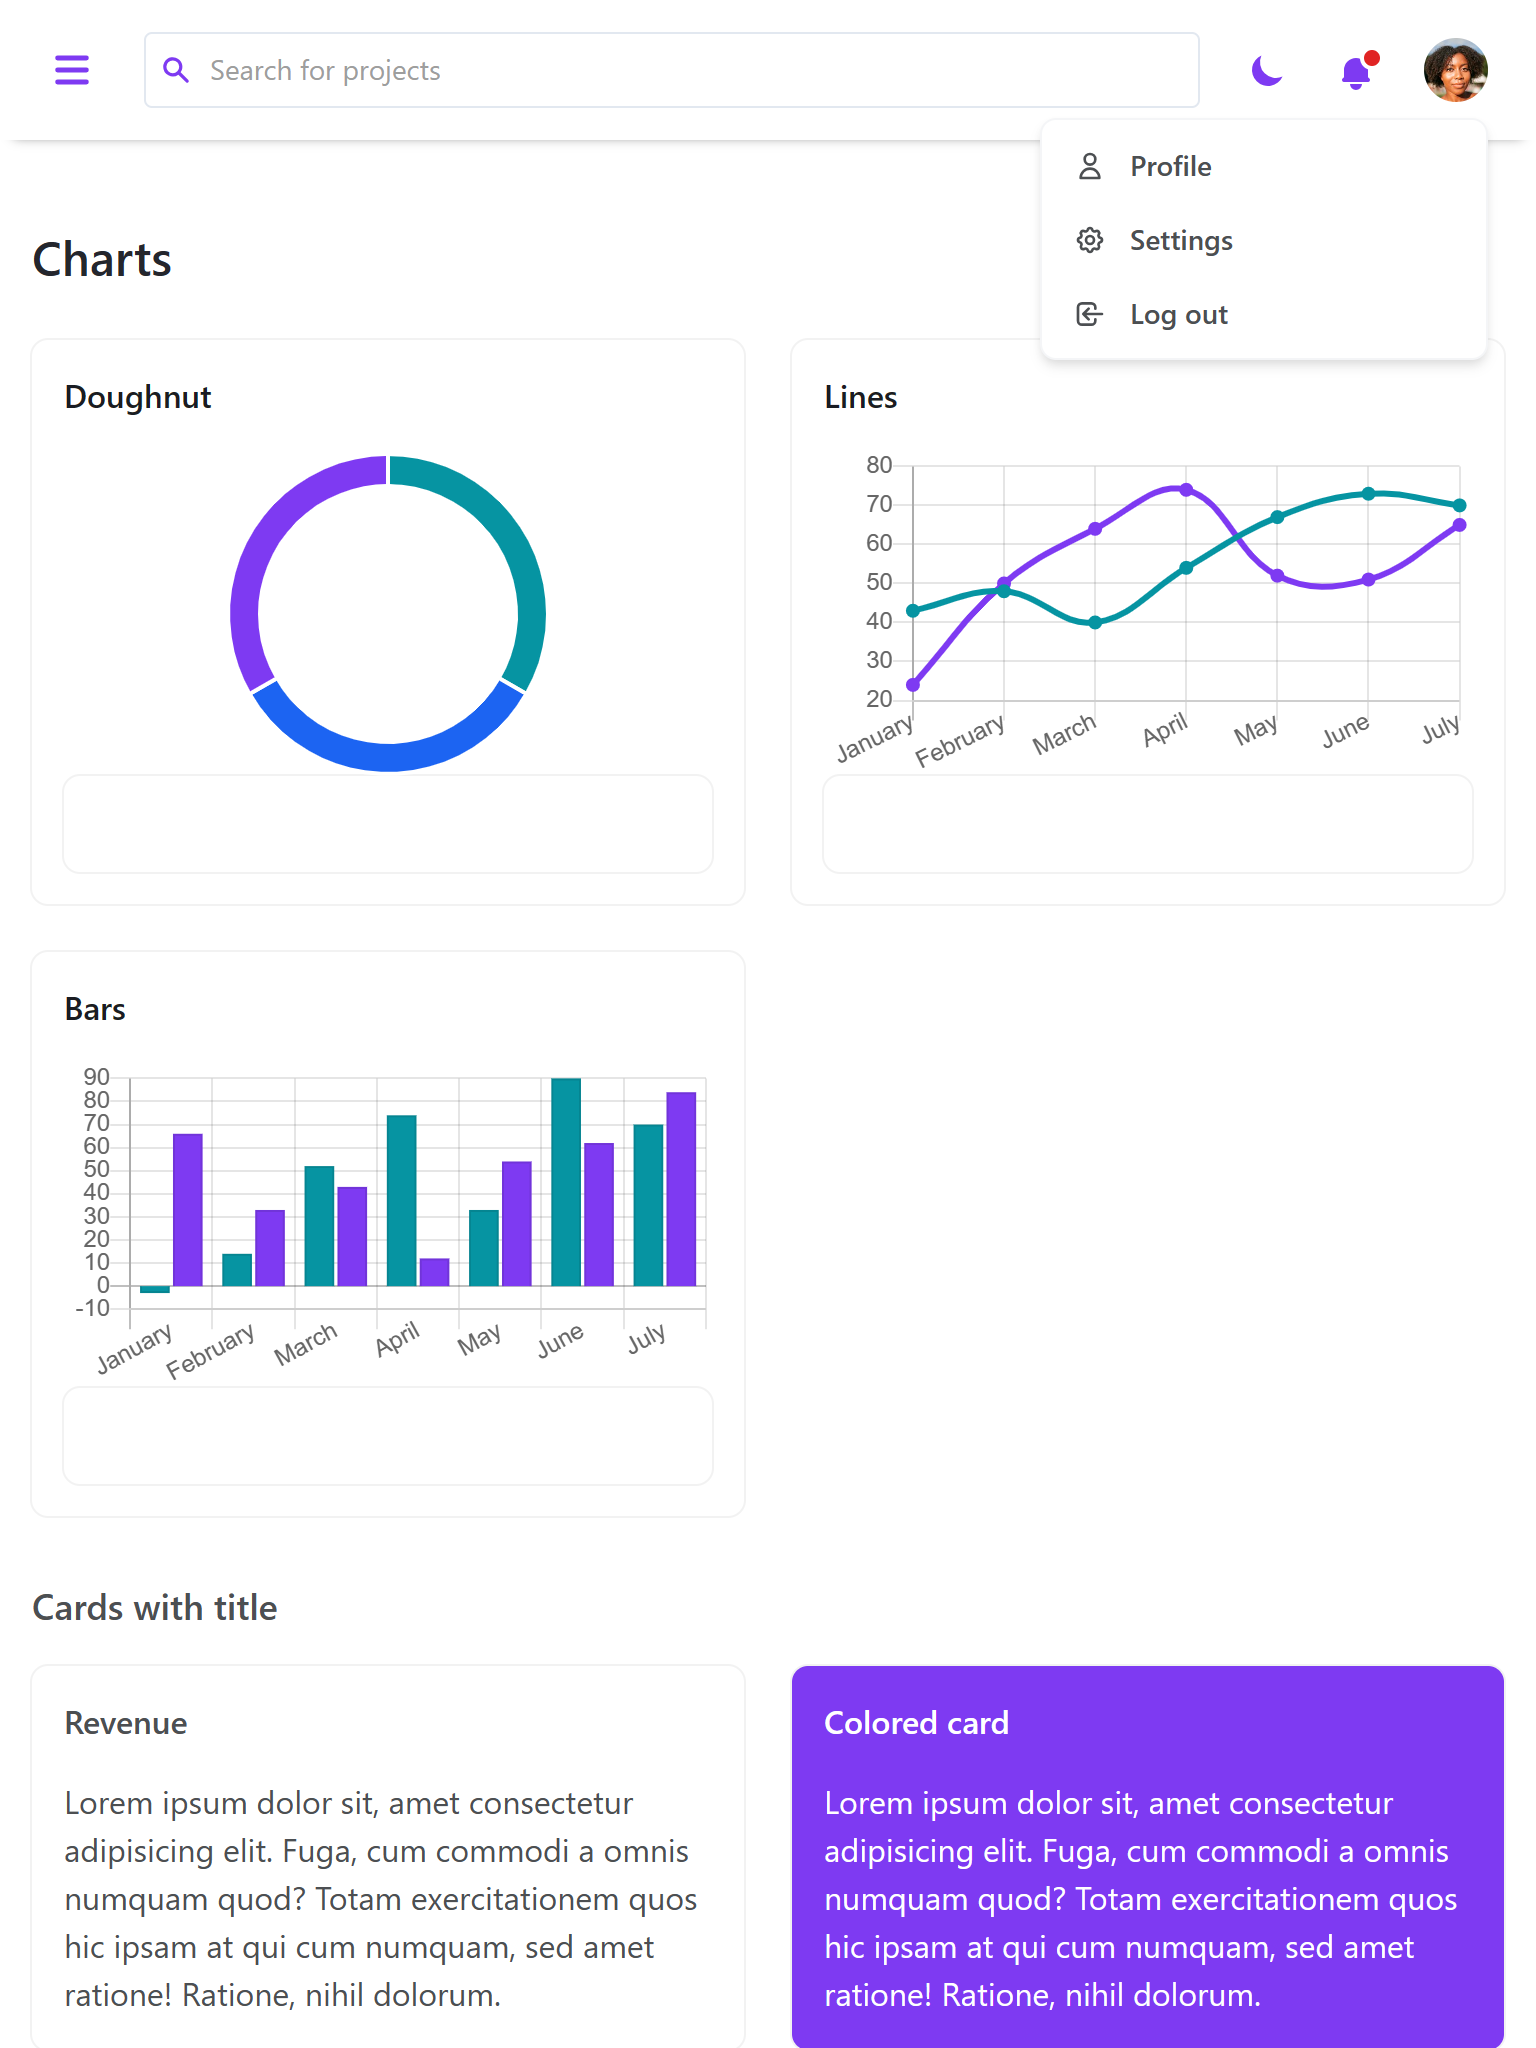 Search for projects
Profile
Settings
Log out
Charts
Doughnut
Lines
80
70
60
50
40
30
20
January
February
March
April
May
June
July
Bars
90
80
70
60
50
40
30
20
10
0
-10
January
February
March
April
May
June
July
Cards with title
Revenue
Lorem ipsum dolor sit, amet consectetur
adipisicing elit. Fuga, cum commodi a omnis
numquam quod? Totam exercitationem quos
hic ipsam at qui cum numquam, sed amet
ratione! Ratione, nihil dolorum.
Colored card
Lorem ipsum dolor sit, amet consectetur
adipisicing elit. Fuga, cum commodi a omnis
numquam quod? Totam exercitationem quos
hic ipsam at qui cum numquam, sed amet
ratione! Ratione, nihil dolorum.